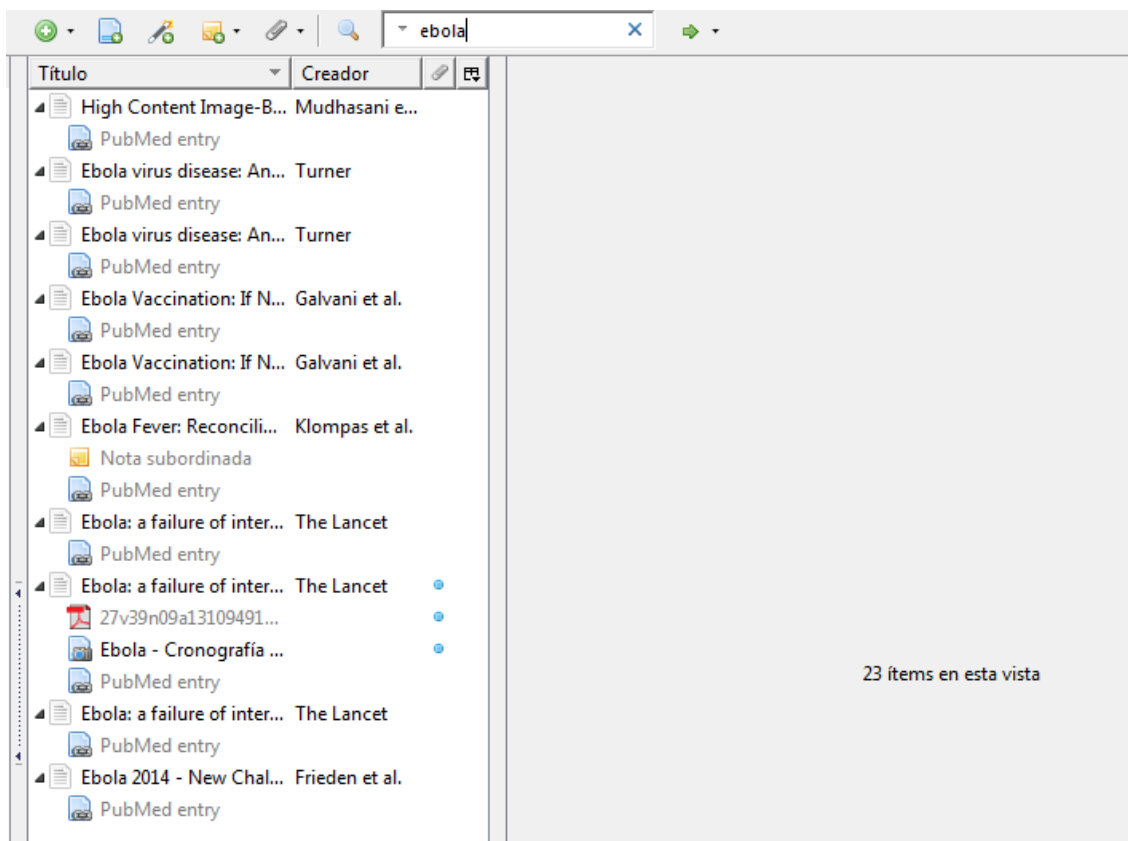 ebola
Título Creador
High Content Image-B... Mudhasani e...
PubMed entry
Ebola virus disease: An... Turner
PubMed entry
Ebola virus disease: An... Turner
PubMed entry
Ebola Vaccination: If N... Galvani et al.
PubMed entry
Ebola Vaccination: If N... Galvani et al.
PubMed entry
Ebola Fever: Reconcili... Klompas et al.
Nota subordinada
PubMed entry
Ebola: a failure of inter... The Lancet
PubMed entry
Ebola: a failure of inter... The Lancet
27v39n09a13109491...
Ebola - Cronografía ...
PubMed entry
23 ítems en esta vista
Ebola: a failure of inter... The Lancet
PubMed entry
Ebola 2014 - New Chal... Frieden et al.
PubMed entry